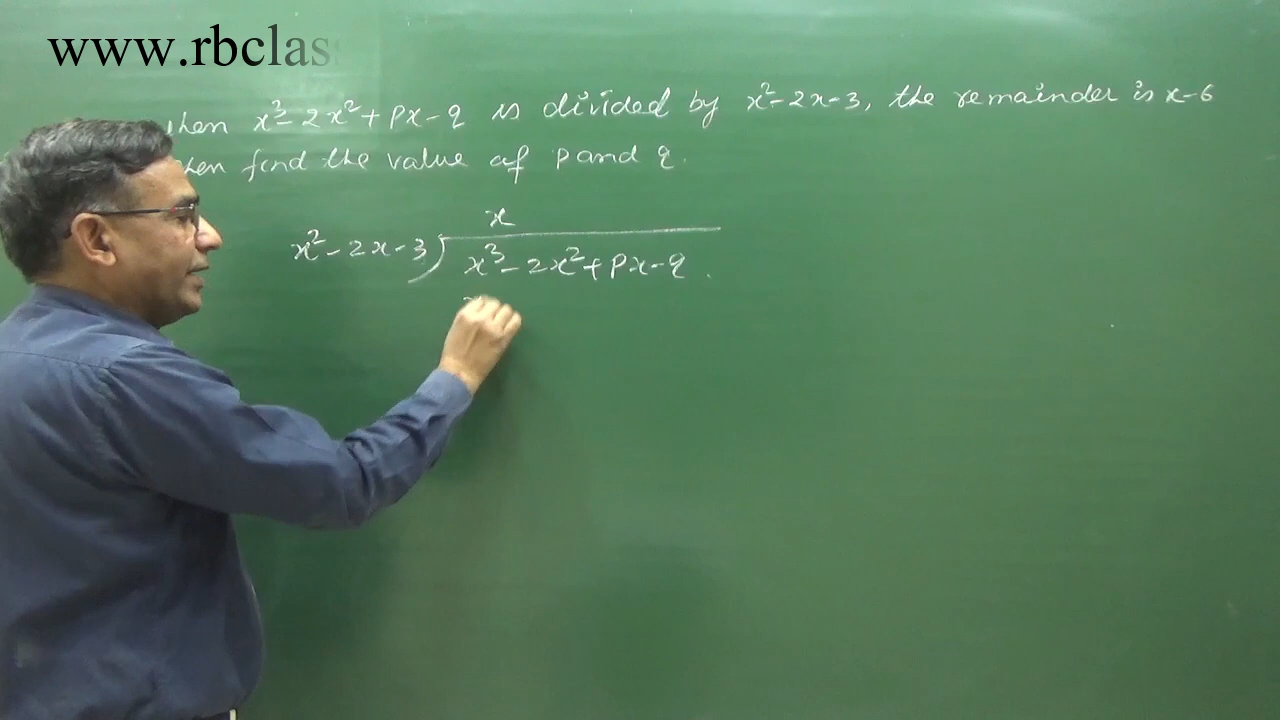 www.rbclass
when x³-2x²+px-q is divided by x²-2x-3, the remainder is x-6
then find the value of p and q.
x
x²-2x-3) x³-2x²+px-q.